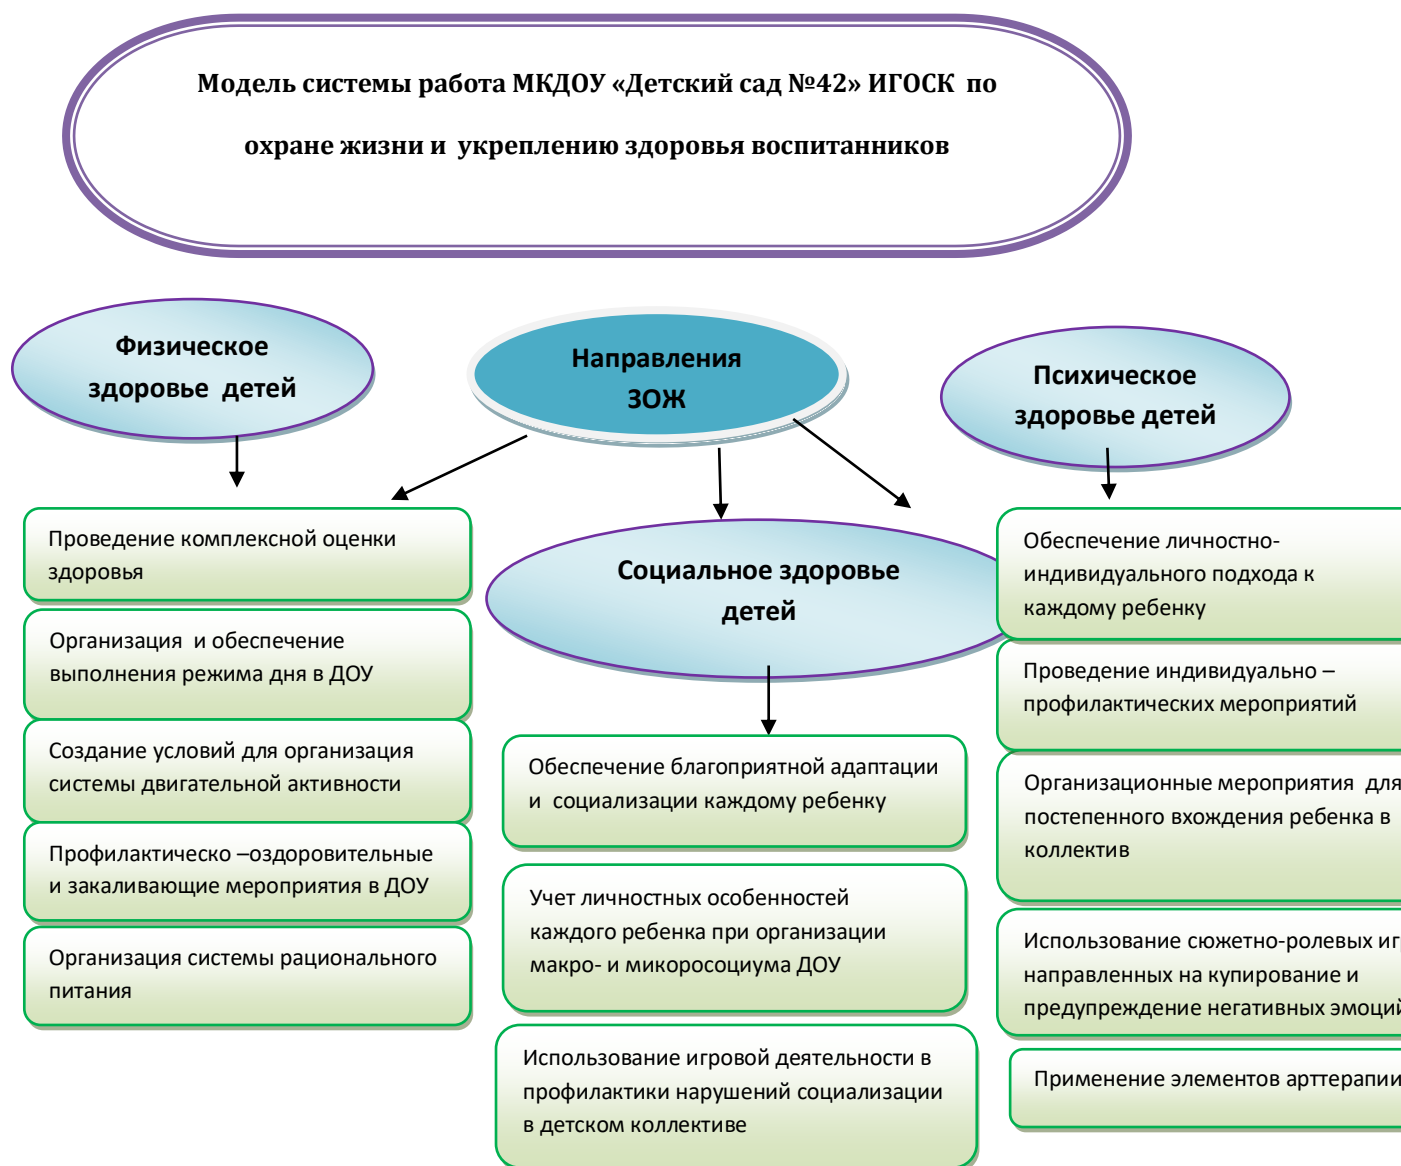 Модель системы работа МКДОУ «Детский сад №42» ИГОСК по
охране жизни и укреплению здоровья воспитанников
Физическое
здоровье детей
Направления
ЗОЖ
Психическое
здоровье детей
Социальное здоровье
детей
Проведение комплексной оценки
здоровья
Организация и обеспечение
выполнения режима дня в ДОУ
Создание условий для организация
системы двигательной активности
Профилактическо –оздоровительные
и закаливающие мероприятия в ДОУ
Организация системы рационального
питания
Обеспечение благоприятной адаптации
и социализации каждому ребенку
Учет личностных особенностей
каждого ребенка при организации
макро- и микоросоциума ДОУ
Использование игровой деятельности в
профилактики нарушений социализации
в детском коллективе
Обеспечение личностно-
индивидуального подхода к
каждому ребенку
Проведение индивидуально –
профилактических мероприятий
Организационные мероприятия для
постепенного вхождения ребенка в
коллектив
Использование сюжетно-ролевых
направленных на купирование и
предупреждение негативных эмоций
Применение элементов арттерапии